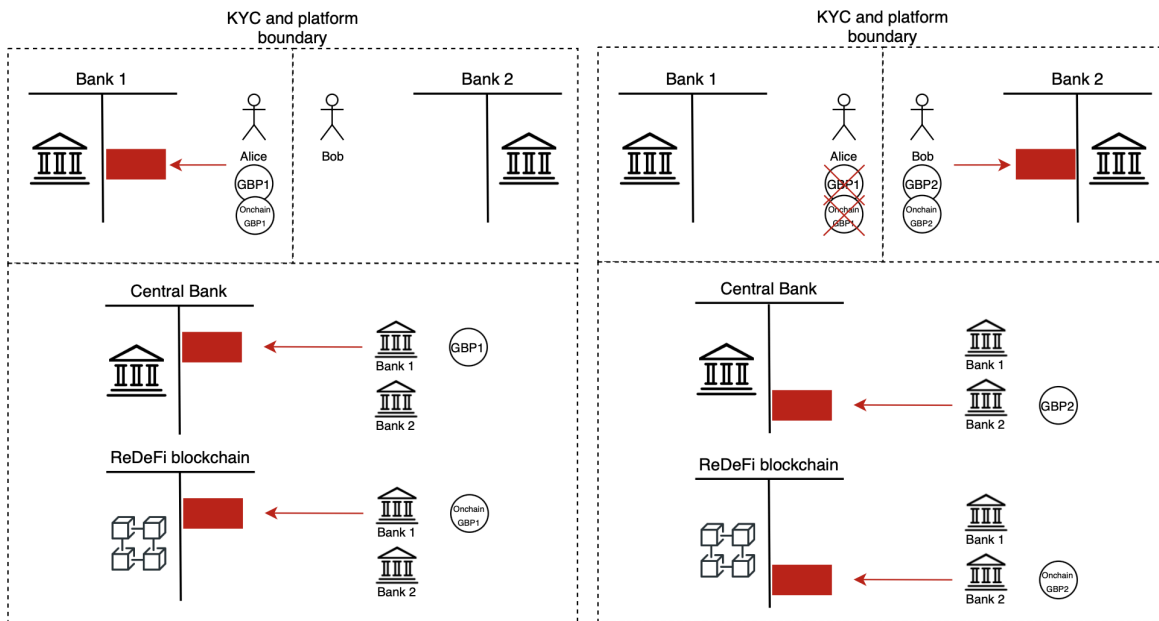 KYC and platform
boundary
Bank 1
Bank 2
Alice
Bob
GBP1
Onchain
GBP1
Central Bank
Bank 1
GBP1
Bank 2
ReDeFi blockchain
Bank 1
Onchain
GBP1
Bank 2
KYC and platform
boundary
Bank 1
Bank 2
Alice
Bob
GBP1
GBP2
Onchain
GBP1
Onchain
GBP2
Central Bank
Bank 1
Bank 2
GBP2
ReDeFi blockchain
Bank 1
Bank 2
Onchain
GBP2